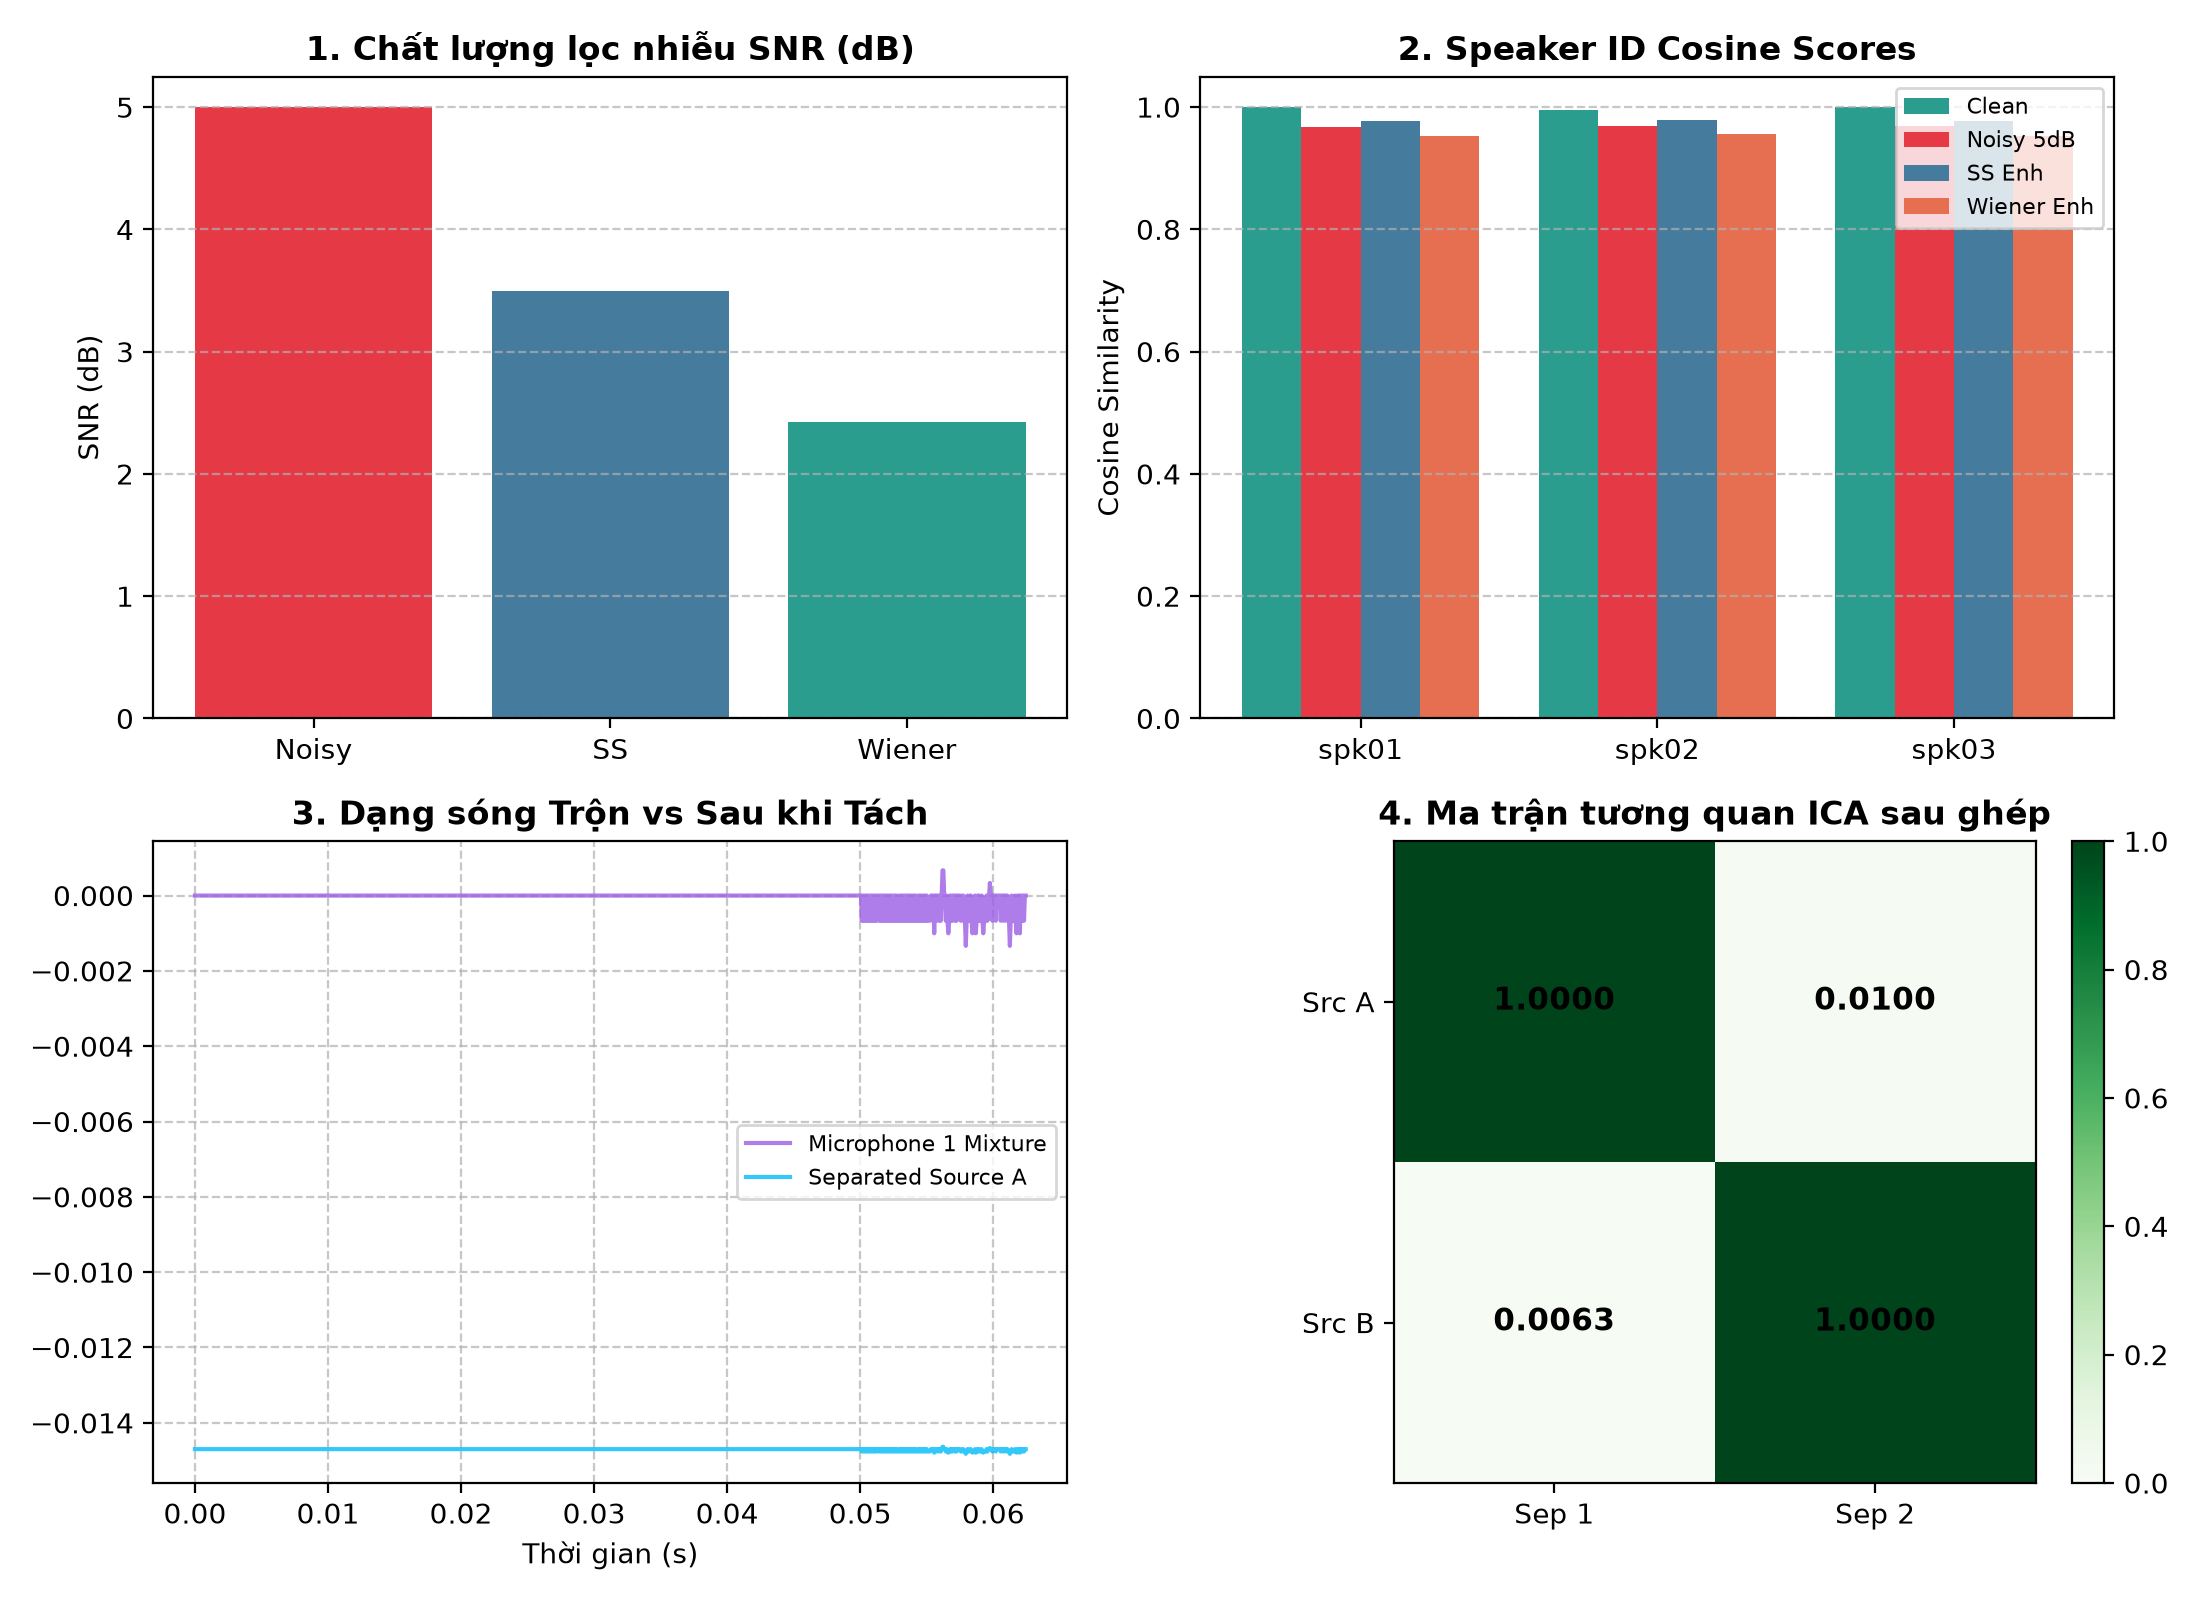 1. Chất lượng lọc nhiễu SNR (dB)
SNR (dB)
5
4
3
2
1
0
Noisy
SS
Wiener
2. Speaker ID Cosine Scores
Cosine Similarity
1.0
0.8
0.6
0.4
0.2
0.0
Clean
Noisy 5dB
SS Enh
Wiener Enh
spk01
spk02
spk03
3. Dạng sóng Trộn vs Sau khi Tách
0.000
−0.002
−0.004
−0.006
−0.008
−0.010
−0.012
−0.014
Microphone 1 Mixture
Separated Source A
0.00
0.01
0.02
0.03
0.04
0.05
0.06
Thời gian (s)
4. Ma trận tương quan ICA sau ghép
Src A
1.0000
0.0100
Src B
0.0063
1.0000
Sep 1
Sep 2
1.0
0.8
0.6
0.4
0.2
0.0